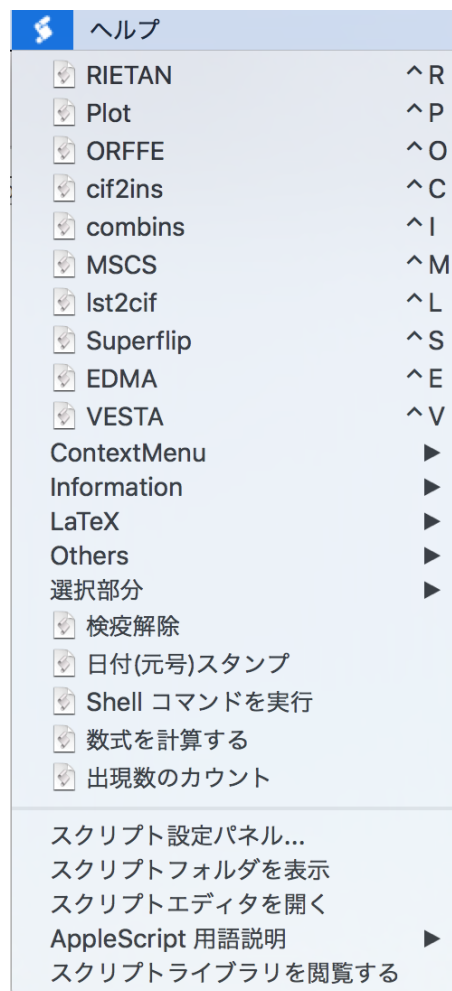 ヘルプ
RIETAN ^R
Plot ^P
ORFFE ^O
cif2ins ^C
combins ^I
MSCS ^M
lst2cif ^L
Superflip ^S
EDMA ^E
VESTA ^V
ContextMenu ▶
Information ▶
LaTeX ▶
Others ▶
選択部分 ▶
検疫解除
日付(元号)スタンプ
Shell コマンドを実行
数式を計算する
出現数のカウント
スクリプト設定パネル...
スクリプトフォルダを表示
スクリプトエディタを開く
AppleScript 用語説明 ▶
スクリプトライブラリを閲覧する